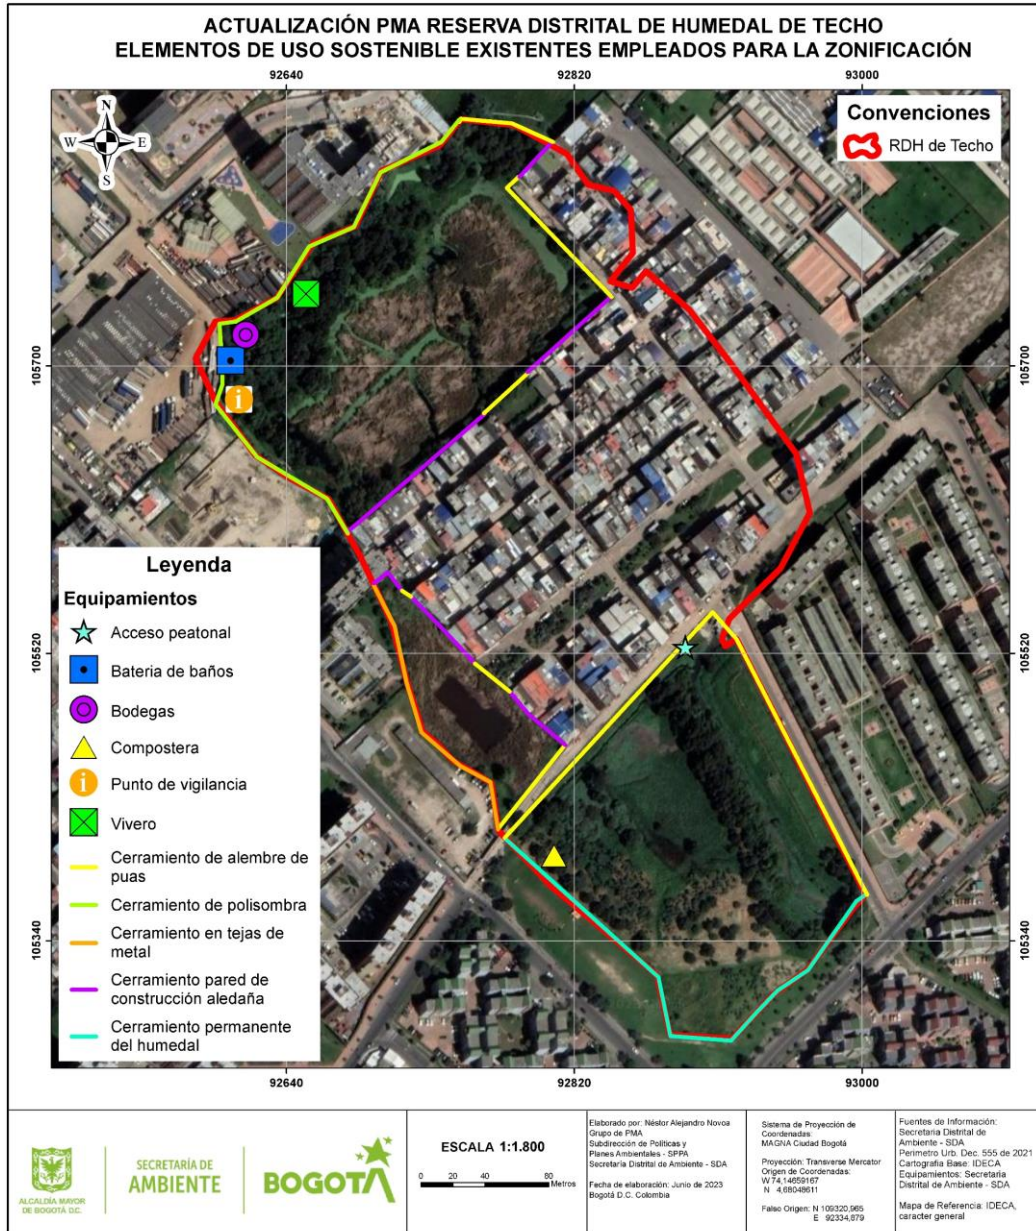 ACTUALIZACIÓN PMA RESERVA DISTRITAL DE HUMEDAL DE TECHO
ELEMENTOS DE USO SOSTENIBLE EXISTENTES EMPLEADOS PARA LA ZONIFICACIÓN
92640 92820 93000
N
W E
S
Convenciones
RDH de Techo
105700 105700
105520 105520
105340 105340
Leyenda
Equipamientos
Acceso peatonal
Bateria de baños
Bodegas
Compostera
Punto de vigilancia
Vivero
Cerramiento de alembre de
puas
Cerramiento de polisombra
Cerramiento en tejas de
metal
Cerramiento pared de
construcción aledaña
Cerramiento permanente
del humedal
92640 92820 93000
ALCALDÍA MAYOR
DE BOGOTÁ D.C.
SECRETARÍA DE
AMBIENTE
BOGOTÁ
ESCALA 1:1.800
0 20 40 80
Metros
Elaborado por: Néstor Alejandro Novoa
Grupo de PMA
Subdirección de Políticas y
Planes Ambientales - SPPA
Secretaría Distrital de Ambiente - SDA
Fecha de elaboración: Junio de 2023
Bogotá D.C. Colombia
Sistema de Proyección de
Coordenadas:
MAGNA Ciudad Bogotá
Proyección: Transverse Mercator
Origen de Coordenadas:
W 74,14659167
N 4,68048611
Falso Origen: N 109320,965
E 92334,879
Fuentes de Información:
Secretaria Distrital de
Ambiente - SDA
Perimetro Urb. Dec. 555 de 2021
Cartografía Base: IDECA
Equipamientos: Secretaria
Distrital de Ambiente - SDA
Mapa de Referencia: IDECA,
caracter general